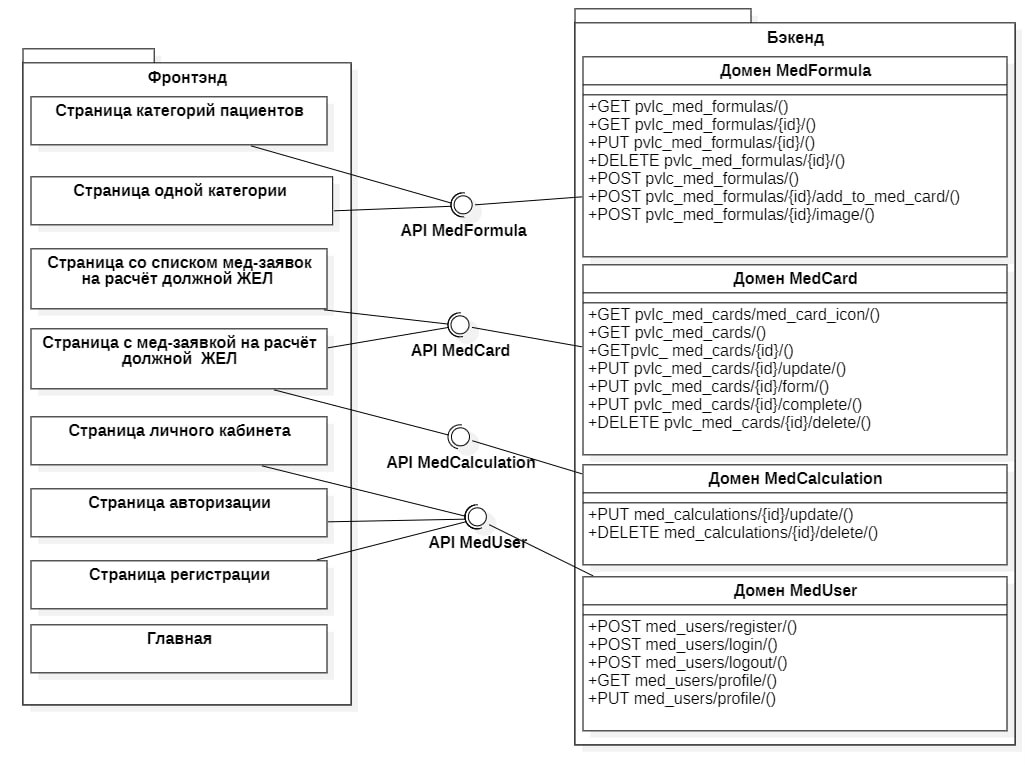 Фронтэнд
Страница категорий пациентов
Страница одной категории
Страница со списком мед-заявок
на расчёт должной ЖЕЛ
Страница с мед-заявкой на расчёт
должной ЖЕЛ
Страница личного кабинета
Страница авторизации
Страница регистрации
Главная
API MedFormula
API MedCard
API MedCalculation
API MedUser
Бэкенд
Домен MedFormula
+GET pvlc_med_formulas/()
+GET pvlc_med_formulas/{id}/()
+PUT pvlc_med_formulas/{id}/()
+DELETE pvlc_med_formulas/{id}/()
+POST pvlc_med_formulas/()
+POST pvlc_med_formulas/{id}/add_to_med_card/()
+POST pvlc_med_formulas/{id}/image/()
Домен MedCard
+GET pvlc_med_cards/med_card_icon/()
+GET pvlc_med_cards/()
+GETpvlc_ med_cards/{id}/()
+PUT pvlc_med_cards/{id}/update/()
+PUT pvlc_med_cards/{id}/form/()
+PUT pvlc_med_cards/{id}/complete/()
+DELETE pvlc_med_cards/{id}/delete/()
Домен MedCalculation
+PUT med_calculations/{id}/update/()
+DELETE med_calculations/{id}/delete/()
Домен MedUser
+POST med_users/register/()
+POST med_users/login/()
+POST med_users/logout/()
+GET med_users/profile/()
+PUT med_users/profile/()